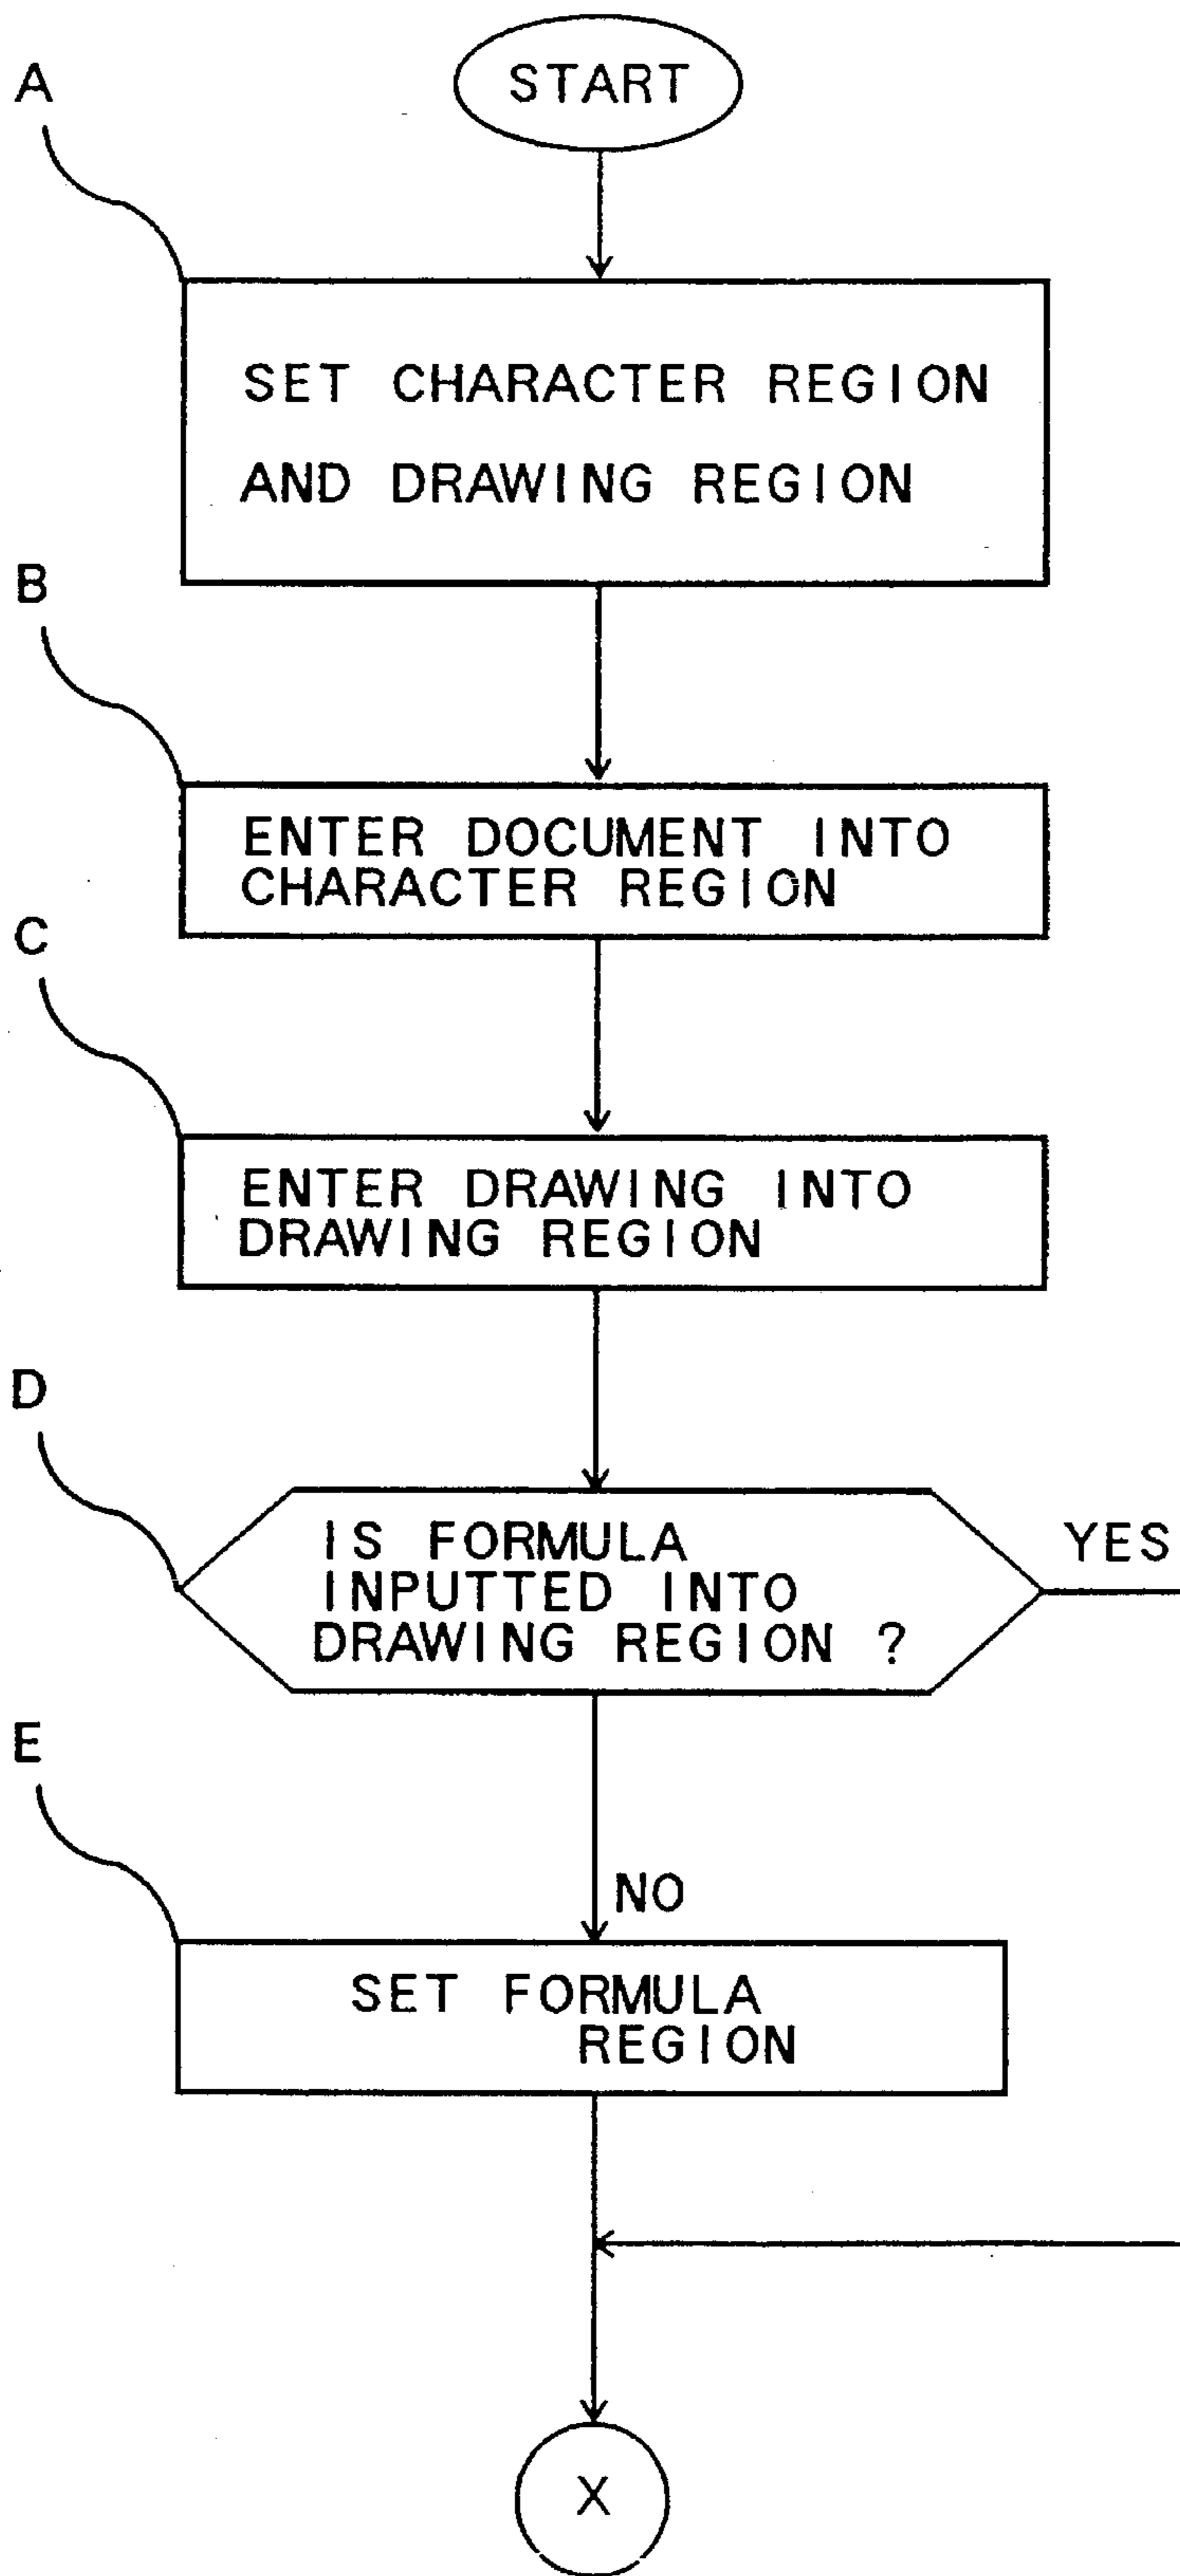 START
A
SET CHARACTER REGION
AND DRAWING REGION
B
ENTER DOCUMENT INTO
CHARACTER REGION
C
ENTER DRAWING INTO
DRAWING REGION
D
IS FORMULA
INPUTTED INTO
DRAWING REGION ?
YES
E
NO
SET FORMULA
REGION
X